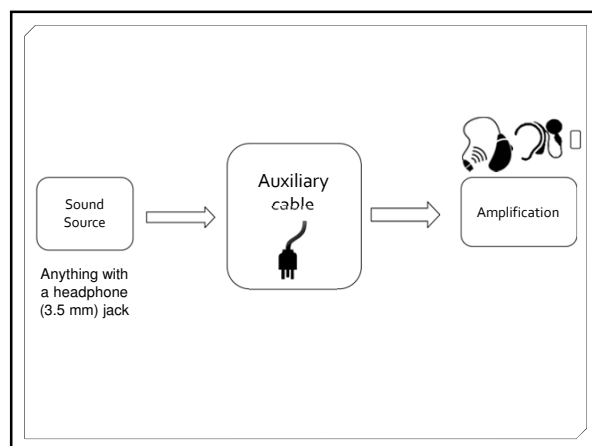 Sound
Source
Anything with
a headphone
(3.5 mm) jack
Auxiliary
cable
Amplification